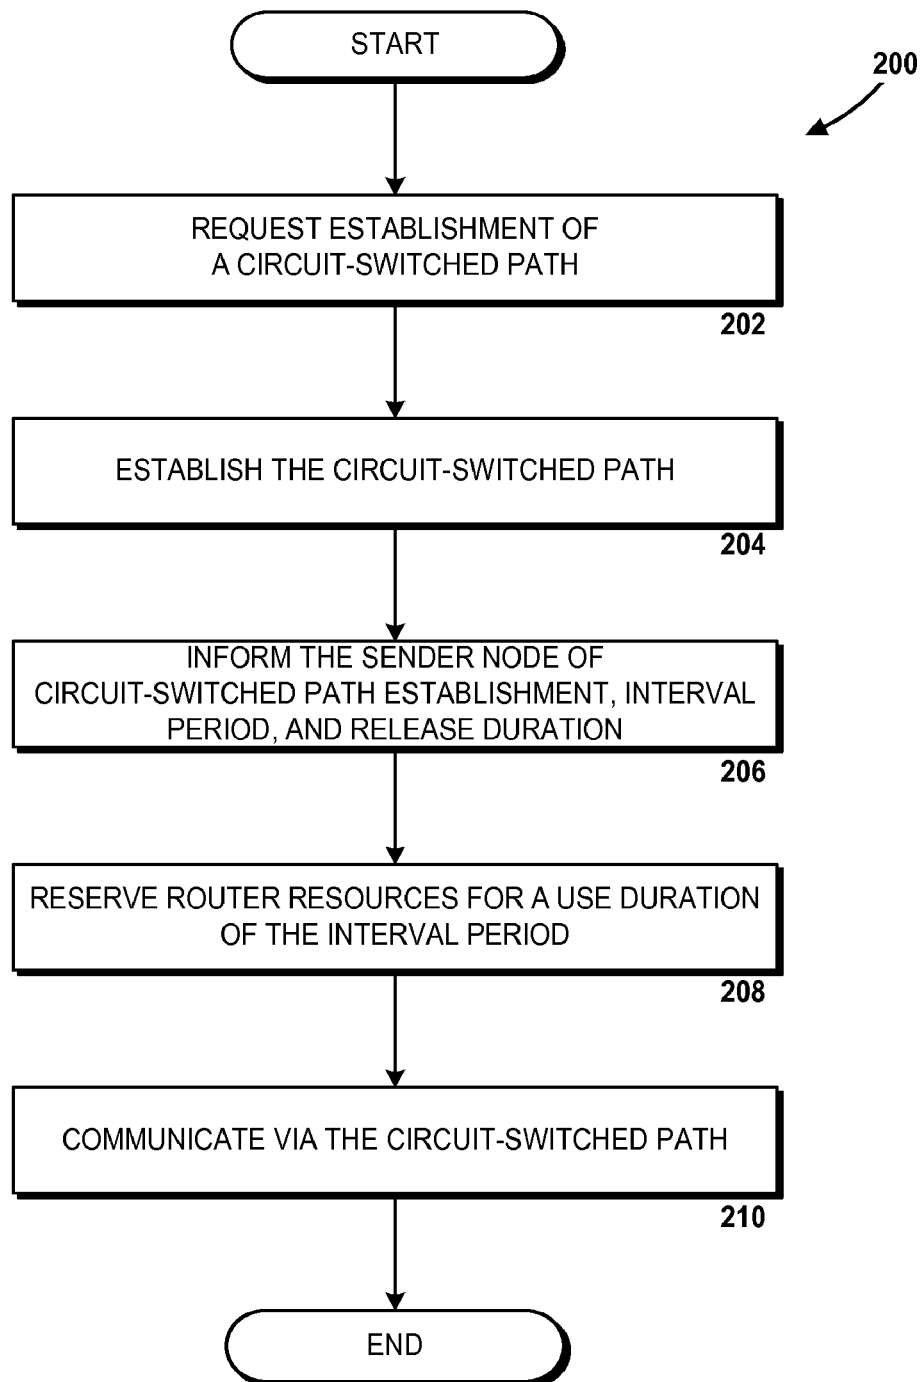 START
200
REQUEST ESTABLISHMENT OF
A CIRCUIT-SWITCHED PATH
202
ESTABLISH THE CIRCUIT-SWITCHED PATH
204
INFORM THE SENDER NODE OF
CIRCUIT-SWITCHED PATH ESTABLISHMENT, INTERVAL
PERIOD, AND RELEASE DURATION
206
RESERVE ROUTER RESOURCES FOR A USE DURATION
OF THE INTERVAL PERIOD
208
COMMUNICATE VIA THE CIRCUIT-SWITCHED PATH
210
END